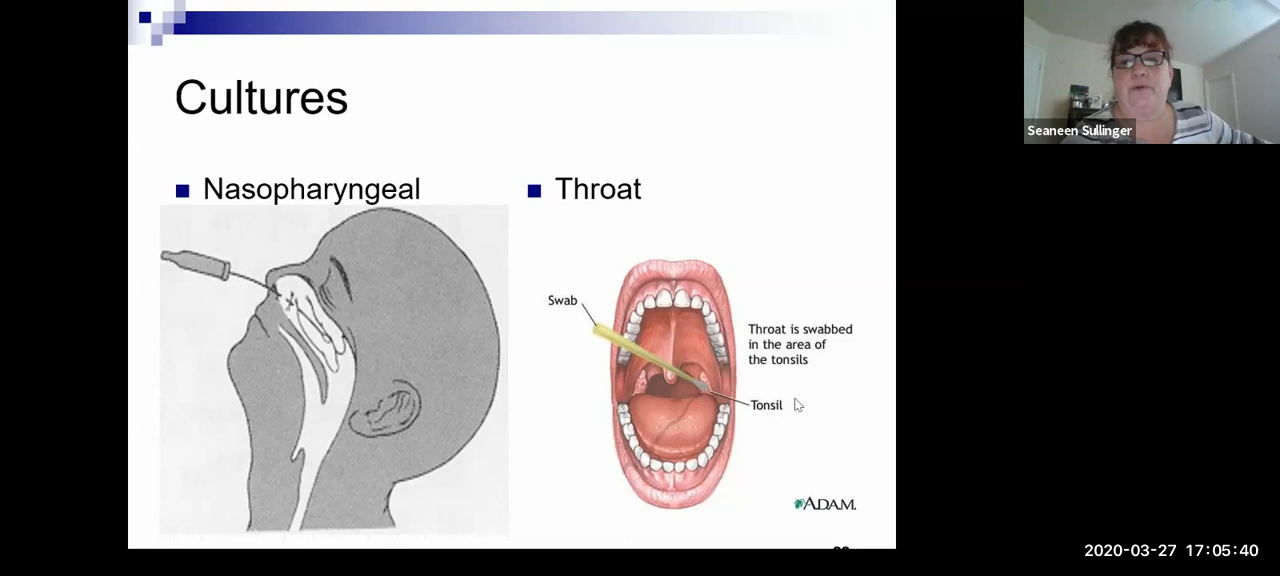 Cultures
Nasopharyngeal
Throat
Swab
Throat is swabbed
in the area of
the tonsils
Tonsil
ADAM.
Seaneen Sullinger
2020-03-27 17:05:40